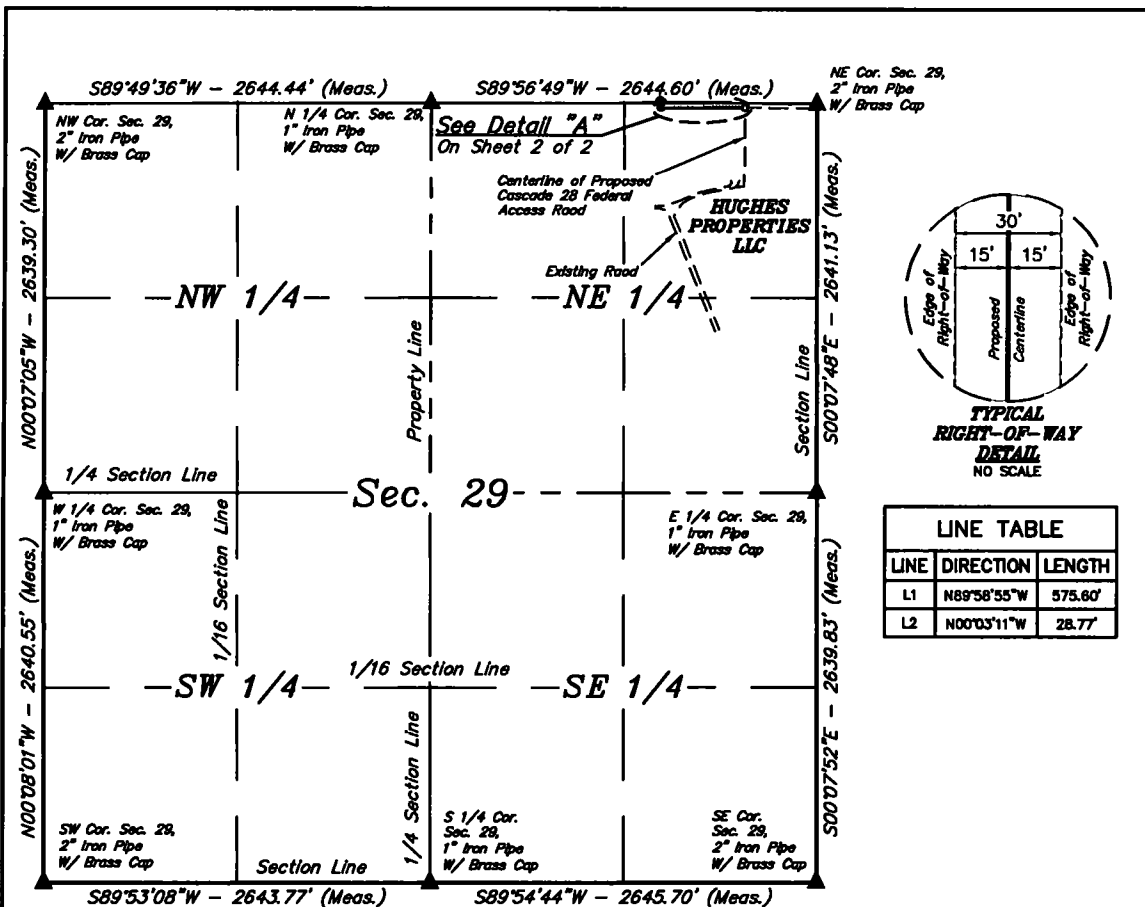 S89°49'36"W - 2644.44' (Meas.)
S89°56'49"W - 2644.60' (Meas.)
NE Cor. Sec. 29,
2" Iron Pipe
W/ Brass Cap
NW Cor. Sec. 29,
2" Iron Pipe
W/ Brass Cap
N 1/4 Cor. Sec. 29,
1" Iron Pipe
W/ Brass Cap
See Detail "A"
On Sheet 2 of 2
Centerline of Proposed
Cascade 28 Federal
Access Road
HUGHES
PROPERTIES
LLC
Existing Road
N00°07'05"W - 2639.30' (Meas.)
NW 1/4
NE 1/4
Property Line
Section Line
S00°07'48"E - 2641.13' (Meas.)
30'
15'
15'
Edge of
Right-of-Way
Proposed
Centerline
Edge of
Right-of-Way
TYPICAL
RIGHT-OF-WAY
DETAIL
NO SCALE
1/4 Section Line
Sec. 29
W 1/4 Cor. Sec. 29,
1" Iron Pipe
W/ Brass Cap
E 1/4 Cor. Sec. 29,
1" Iron Pipe
W/ Brass Cap
LINE TABLE
LINE DIRECTION LENGTH
L1 N89°58'55"W 575.60'
L2 N00°03'11"W 28.77'
N00°08'01"W - 2640.55' (Meas.)
1/16 Section Line
1/16 Section Line
SW 1/4
SE 1/4
1/4 Section Line
S00°07'52"E - 2639.83' (Meas.)
SW Cor. Sec. 29,
2" Iron Pipe
W/ Brass Cap
Section Line
S 1/4 Cor.
Sec. 29,
1" Iron Pipe
W/ Brass Cap
SE Cor.
Sec. 29,
2" Iron Pipe
W/ Brass Cap
S89°53'08"W - 2643.77' (Meas.)
S89°54'44"W - 2645.70' (Meas.)